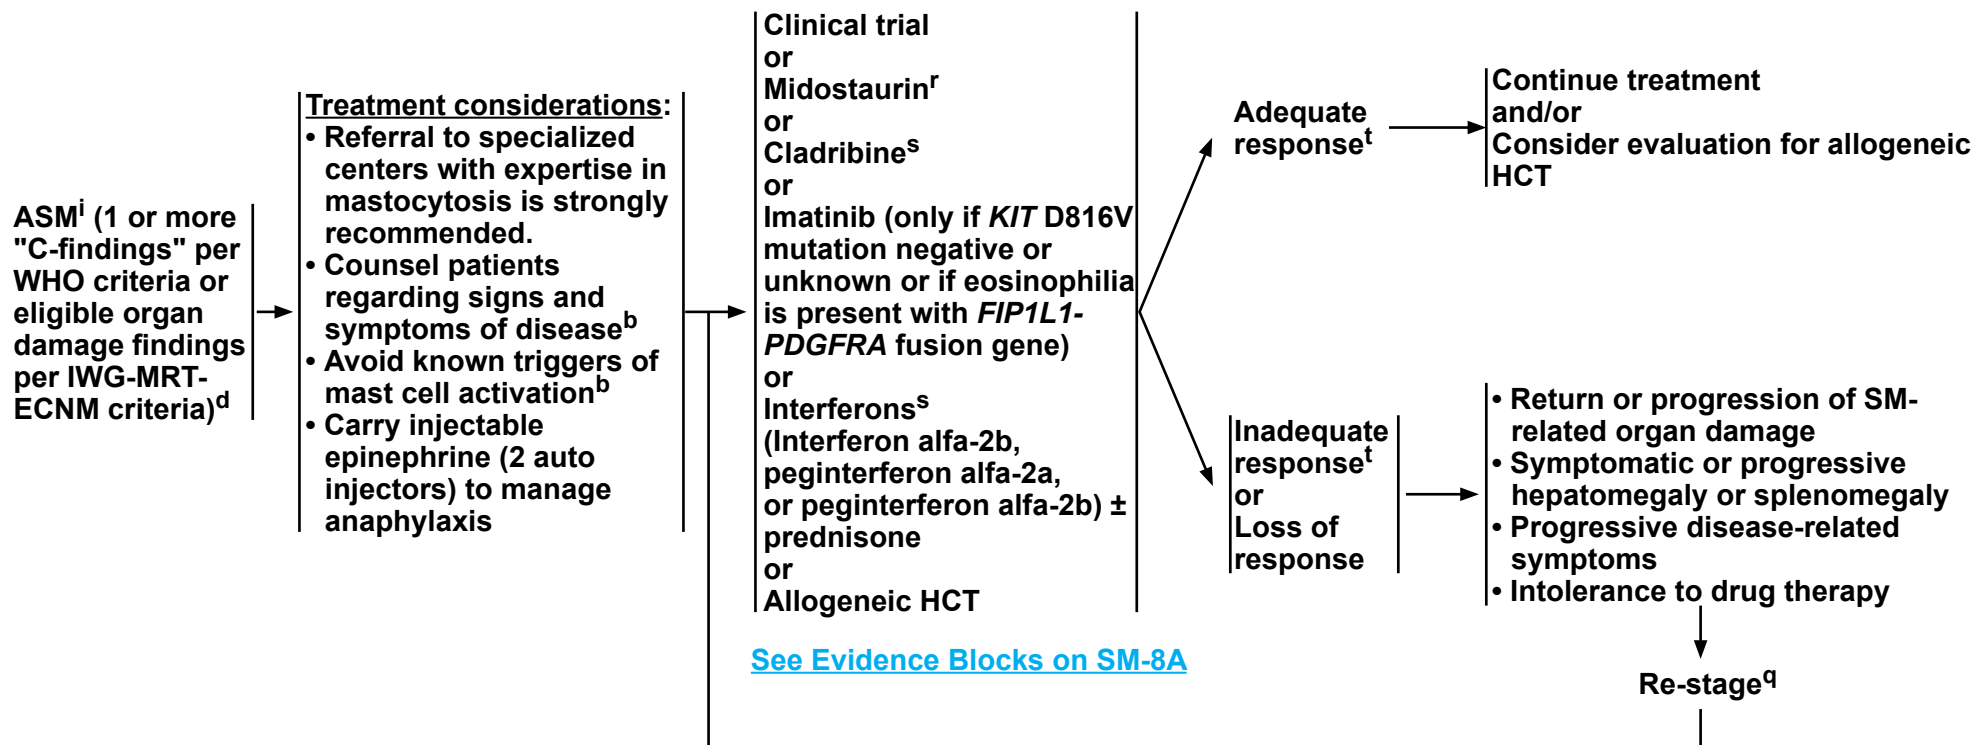 ASMi (1 or more
"C-findings" per
WHO criteria or
eligible organ
damage findings
per IWG-MRT-
ECNM criteria)d
Treatment considerations:
• Referral to specialized
centers with expertise in
mastocytosis is strongly
recommended.
• Counsel patients
regarding signs and
symptoms of diseaseb
• Avoid known triggers of
mast cell activationb
• Carry injectable
epinephrine (2 auto
injectors) to manage
anaphylaxis
Clinical trial
or
Midostaurinr
or
Cladribines
or
Imatinib (only if KIT D816V
mutation negative or
unknown or if eosinophilia
is present with FIP1L1-
PDGFRA fusion gene)
or
Interferonss
(Interferon alfa-2b,
peginterferon alfa-2a,
or peginterferon alfa-2b) ±
prednisone
or
Allogeneic HCT
See Evidence Blocks on SM-8A
Adequate
responset
Continue treatment
and/or
Consider evaluation for allogeneic
HCT
Inadequate
responset
or
Loss of
response
• Return or progression of SM-
related organ damage
• Symptomatic or progressive
hepatomegaly or splenomegaly
• Progressive disease-related
symptoms
• Intolerance to drug therapy
Re-stageq